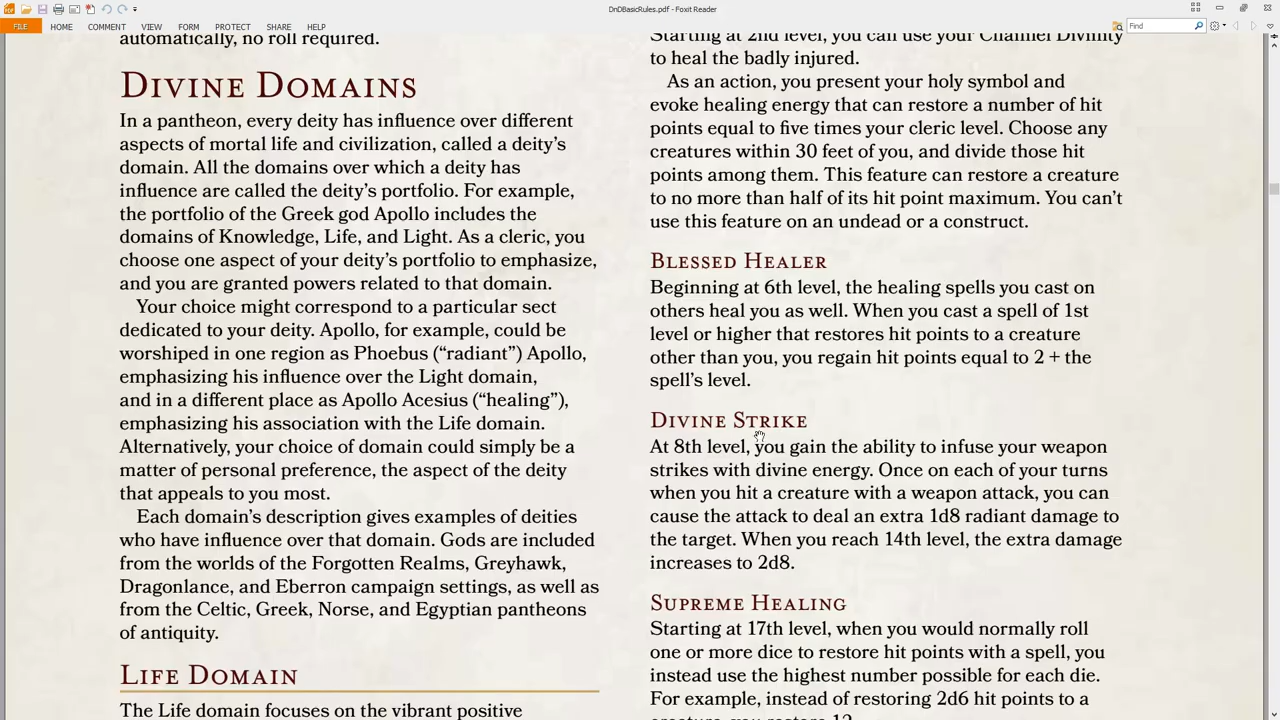 DnDBasicRules.pdf - Foxit Reader
FILE HOME COMMENT VIEW FORM PROTECT SHARE HELP
Find
automatically, no roll required.
DIVINE DOMAINS
In a pantheon, every deity has influence over different
aspects of mortal life and civilization, called a deity's
domain. All the domains over which a deity has
influence are called the deity's portfolio. For example,
the portfolio of the Greek god Apollo includes the
domains of Knowledge, Life, and Light. As a cleric, you
choose one aspect of your deity's portfolio to emphasize,
and you are granted powers related to that domain.
Your choice might correspond to a particular sect
dedicated to your deity. Apollo, for example, could be
worshiped in one region as Phoebus (“radiant”) Apollo,
emphasizing his influence over the Light domain,
and in a different place as Apollo Acesius (“healing”),
emphasizing his association with the Life domain.
Alternatively, your choice of domain could simply be a
matter of personal preference, the aspect of the deity
that appeals to you most.
Each domain's description gives examples of deities
who have influence over that domain. Gods are included
from the worlds of the Forgotten Realms, Greyhawk,
Dragonlance, and Eberron campaign settings, as well as
from the Celtic, Greek, Norse, and Egyptian pantheons
of antiquity.
LIFE DOMAIN
The Life domain focuses on the vibrant positive
Starting at 2nd level, you can use your Channel Divinity
to heal the badly injured.
As an action, you present your holy symbol and
evoke healing energy that can restore a number of hit
points equal to five times your cleric level. Choose any
creatures within 30 feet of you, and divide those hit
points among them. This feature can restore a creature
to no more than half of its hit point maximum. You can't
use this feature on an undead or a construct.
BLESSED HEALER
Beginning at 6th level, the healing spells you cast on
others heal you as well. When you cast a spell of 1st
level or higher that restores hit points to a creature
other than you, you regain hit points equal to 2 + the
spell's level.
DIVINE STRIKE
At 8th level, you gain the ability to infuse your weapon
strikes with divine energy. Once on each of your turns
when you hit a creature with a weapon attack, you can
cause the attack to deal an extra 1d8 radiant damage to
the target. When you reach 14th level, the extra damage
increases to 2d8.
SUPREME HEALING
Starting at 17th level, when you would normally roll
one or more dice to restore hit points with a spell, you
instead use the highest number possible for each die.
For example, instead of restoring 2d6 hit points to a
creature, you restore 12.